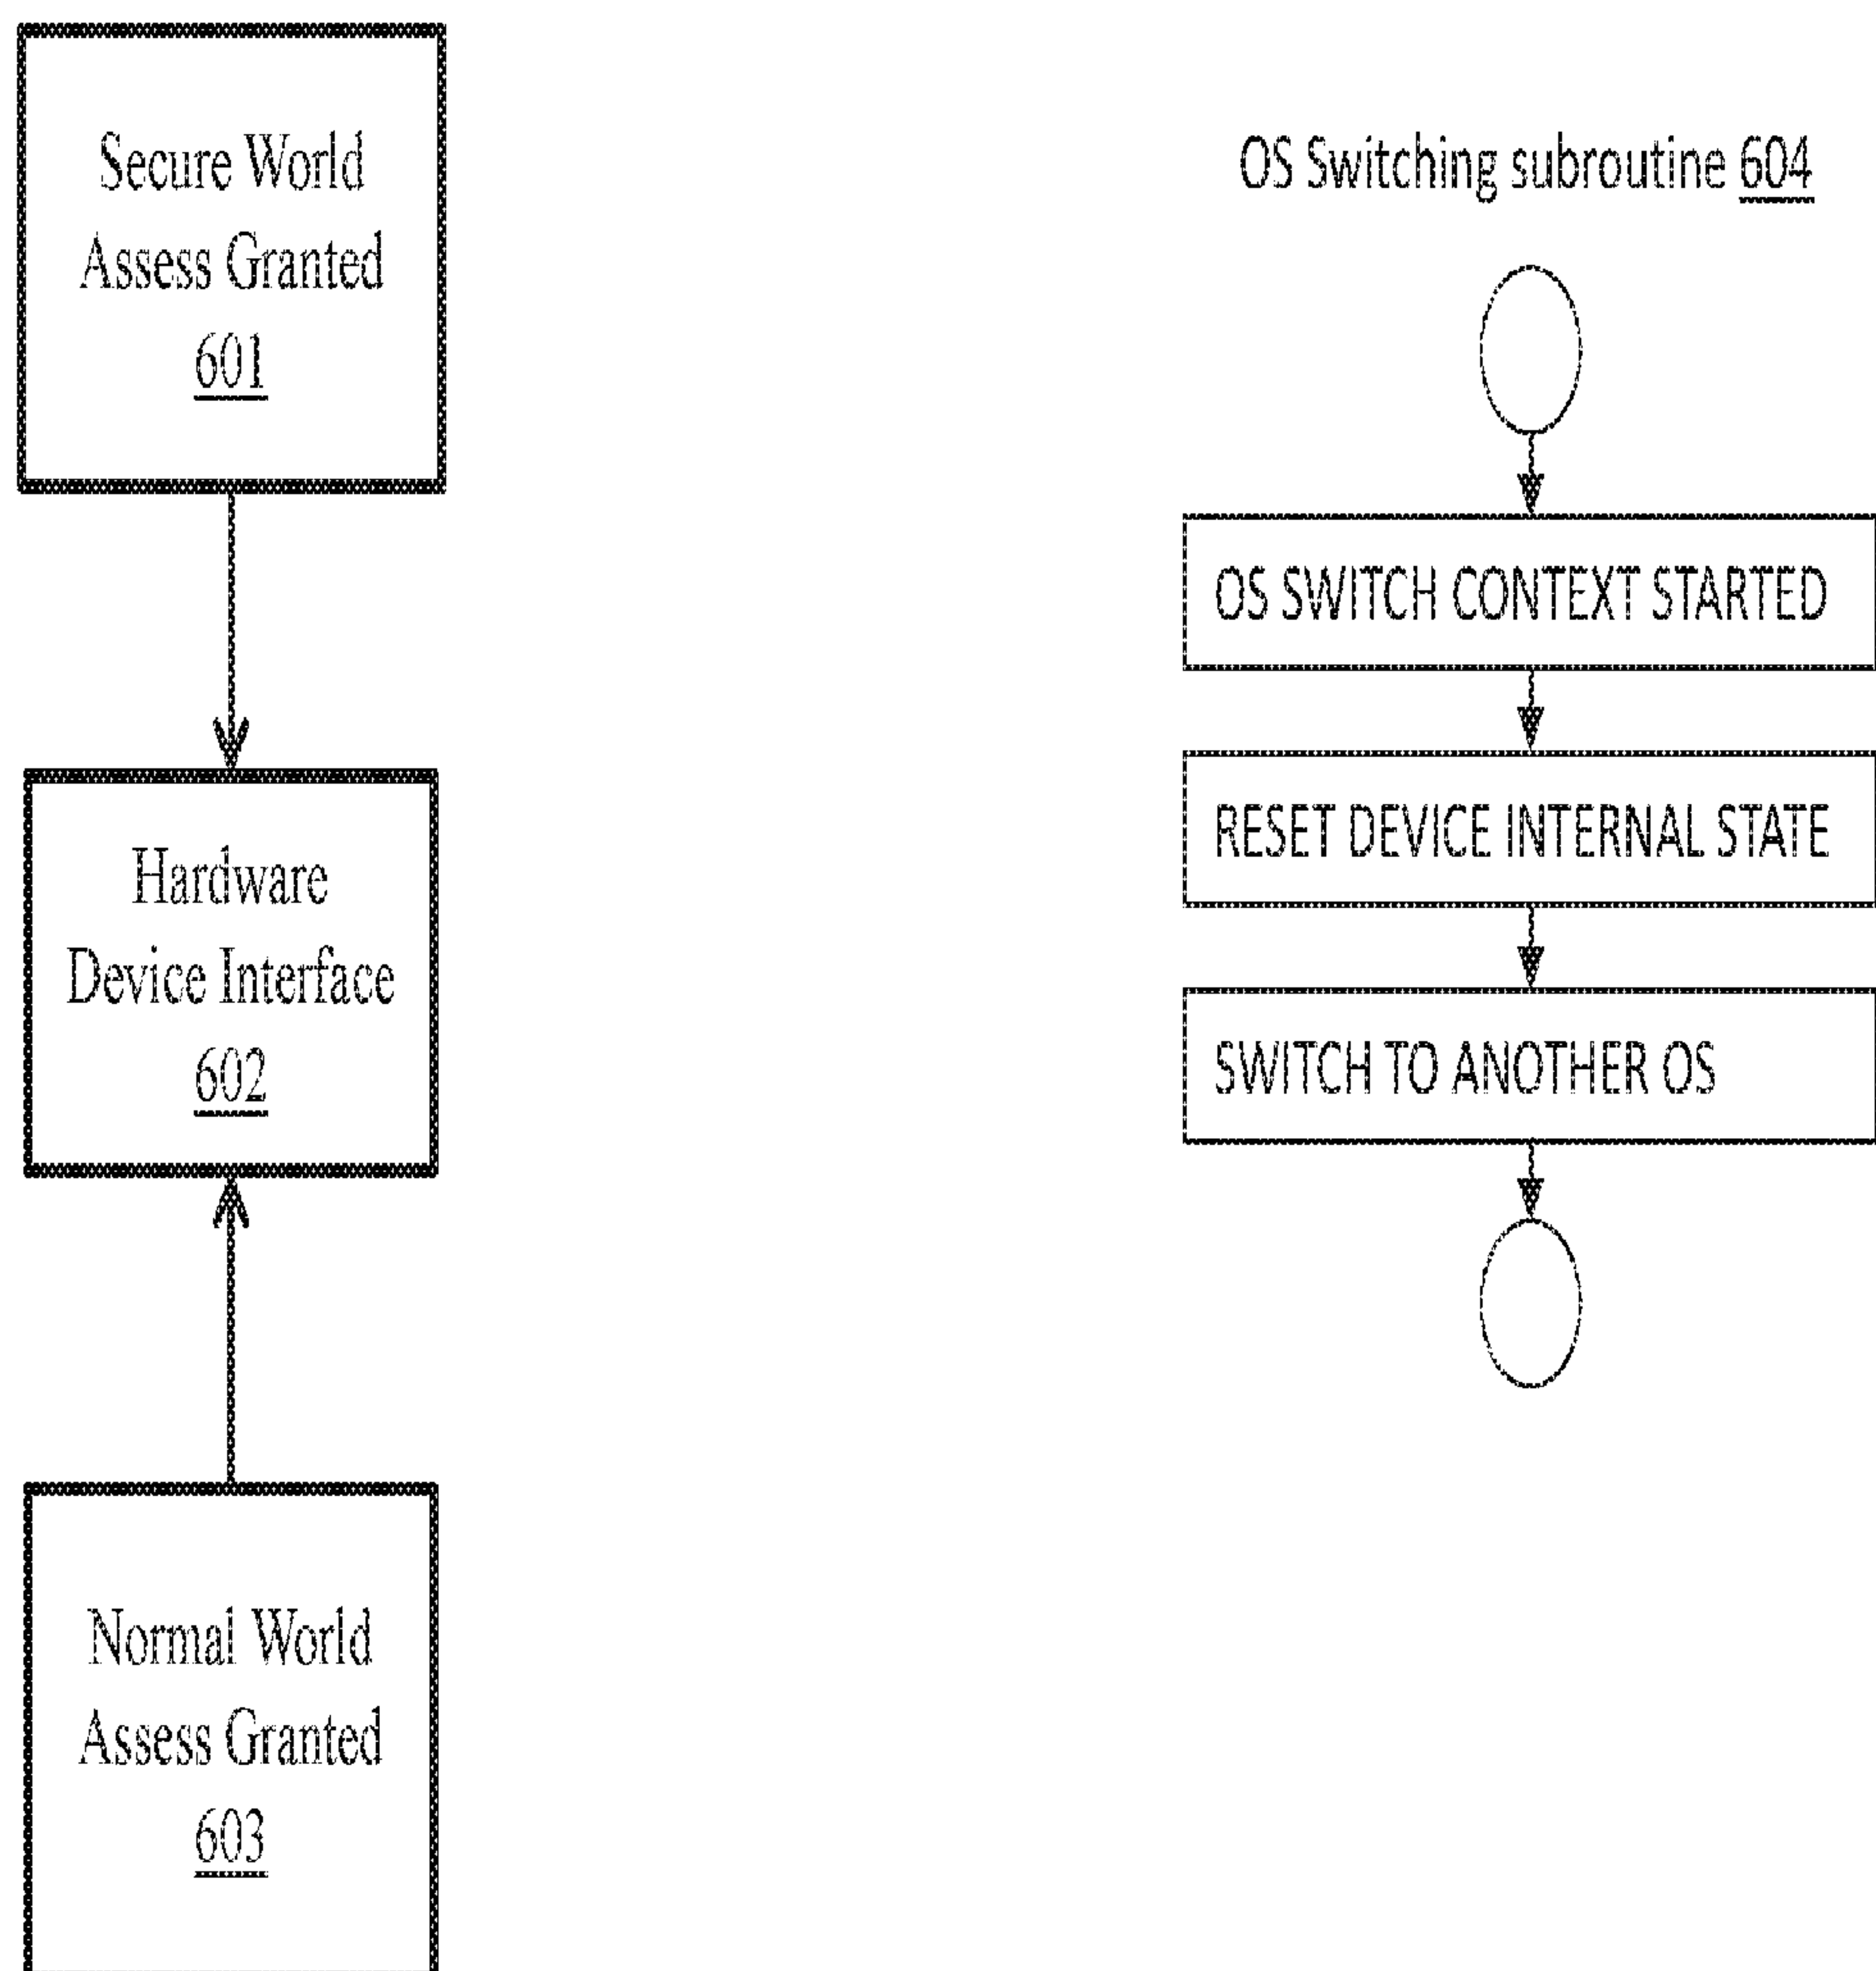 Secure World
Assess Granted
601
Hardware
Device Interface
602
Normal World
Assess Granted
603
OS Switching subroutine 604
OS SWITCH CONTEXT STARTED
RESET DEVICE INTERNAL STATE
SWITCH TO ANOTHER OS